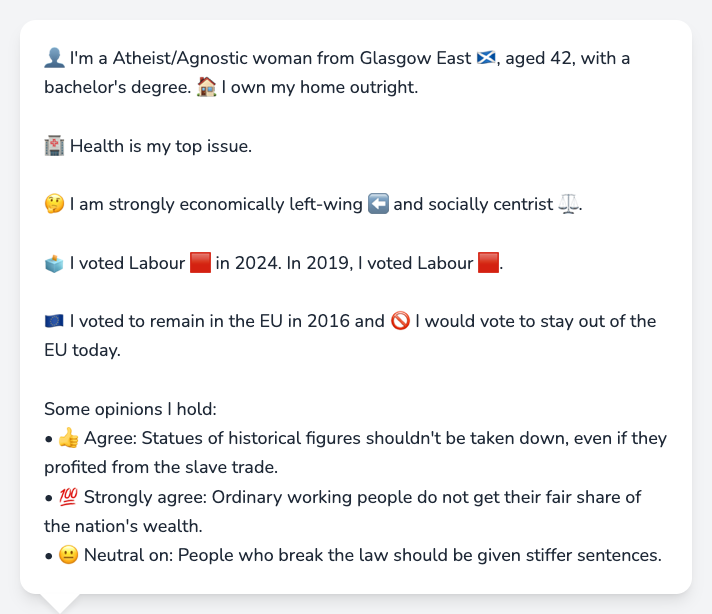 👤 I'm a Atheist/Agnostic woman from Glasgow East 🏴󠁧󠁢󠁳󠁣󠁴󠁿, aged 42, with a
bachelor's degree. 🏠 I own my home outright.
🏥 Health is my top issue.
🤔 I am strongly economically left-wing ⬅️ and socially centrist ⚖️.
🗳️ I voted Labour 🟥 in 2024. In 2019, I voted Labour 🟥.
🇪🇺 I voted to remain in the EU in 2016 and 🚫 I would vote to stay out of the
EU today.
Some opinions I hold:
• 👍 Agree: Statues of historical figures shouldn't be taken down, even if they
profited from the slave trade.
• 💯 Strongly agree: Ordinary working people do not get their fair share of
the nation's wealth.
• 😐 Neutral on: People who break the law should be given stiffer sentences.